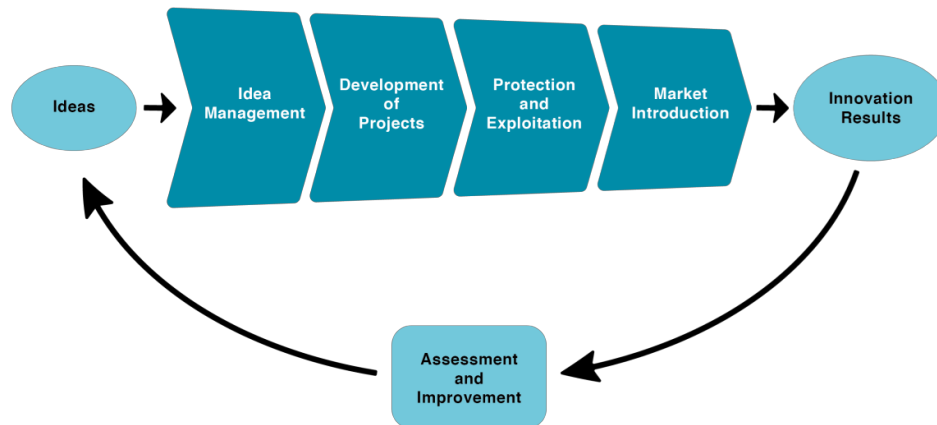 Ideas
Idea
Management
Development
of
Projects
Protection
and
Exploitation
Market
Introduction
Innovation
Results
Assessment
and
Improvement